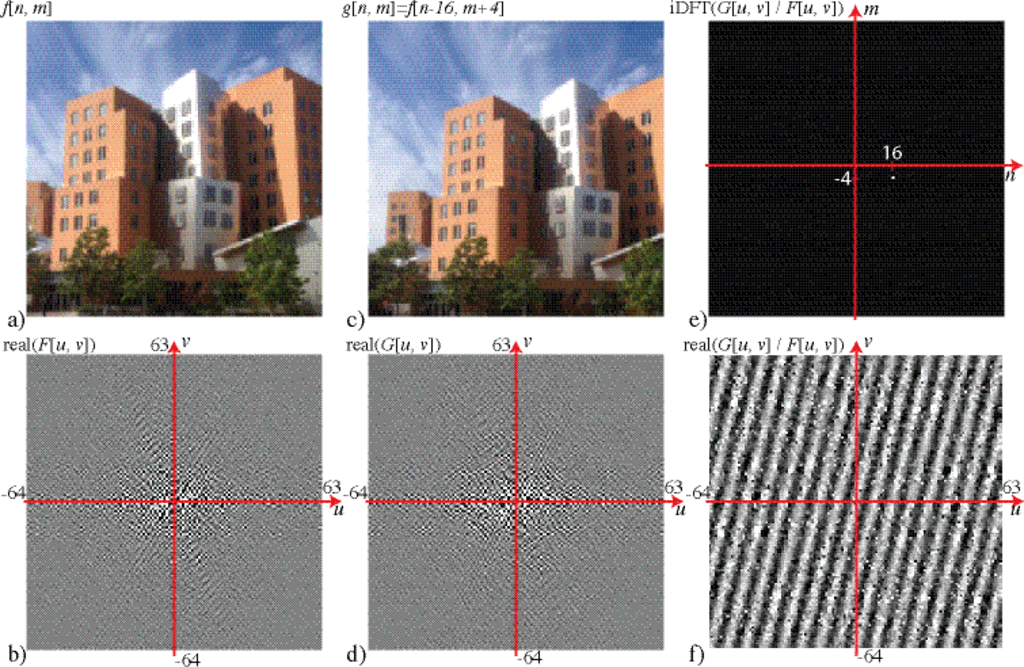 f[n, m]
g[n, m]=f[n-16, m+4]
iDFT(G[u, v] / F[u, v])
m
16
-4
n
a)
c)
e)
real(F[u, v])
63
v
real(G[u, v])
63
v
real(G[u, v] / F[u, v])
v
-64
63
u
-64
63
u
-64
63
u
b)
-64
d)
-64
f)
-64